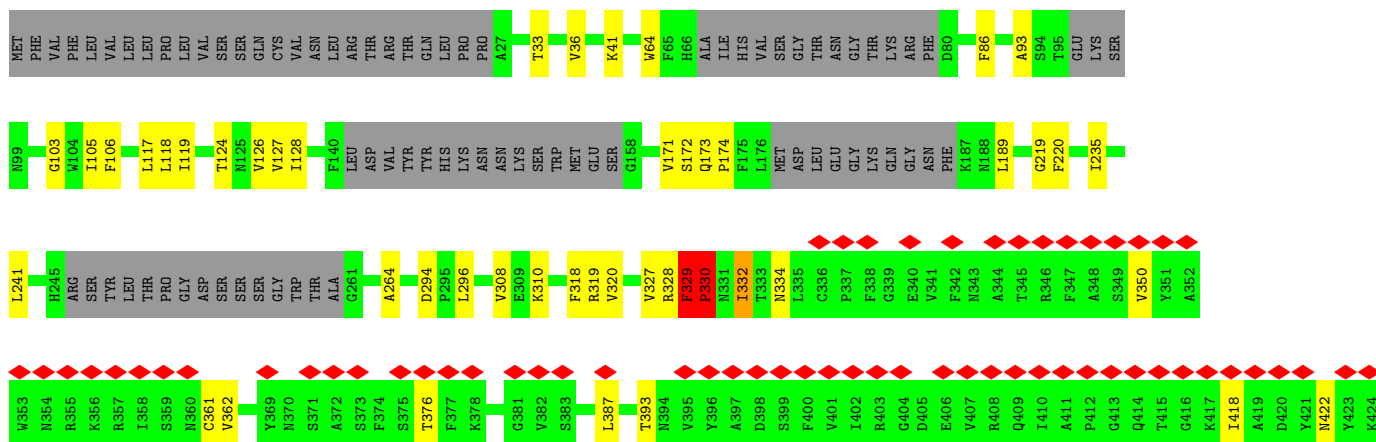 MET PHE VAL PHE LEU VAL LEU LEU PRO LEU VAL SER SER GLN CYS VAL ASN LEU ARG THR ARG THR GLN LEU PRO PRO A27 T33 V36 K41 W64 F65 H66 ALA ILE HIS VAL SER GLY THR ASN GLY THR LYS ARG PHE D80 F86 A93 S94 T95 GLU LYS SER
N99 G103 W104 I105 F106 L117 L118 I119 T124 N125 V126 V127 I128 F140 LEU ASP VAL TYR TYR HIS LYS ASN ASN LYS SER TRP MET GLU SER G158 V171 S172 Q173 P174 F175 L176 MET ASP LEU GLU GLY LYS GLN GLY ASN PHE K187 N188 L189 G219 F220 I235
L241 H245 ARG SER TYR LEU THR PRO GLY ASP SER SER SER GLY TRP THR ALA G261 A264 D294 P295 L296 V308 E309 K310 F318 R319 V320 V327 R328 F329 P330 N331 I332 T333 N334 L335 C336 P337 F338 G339 E340 V341 F342 N343 A344 T345 R346 F347 A348 S349 V350 Y351 A352
W353 N354 R355 K356 R357 I358 S359 N360 C361 V362 Y369 N370 S371 A372 S373 F374 S375 T376 F377 K378 G381 V382 S383 L387 T393 N394 V395 Y396 A397 D398 S399 F400 V401 I402 R403 G404 D405 E406 V407 R408 Q409 I410 A411 P412 G413 Q414 T415 G416 K417 I418 A419 D420 Y421 N422 Y423 K424